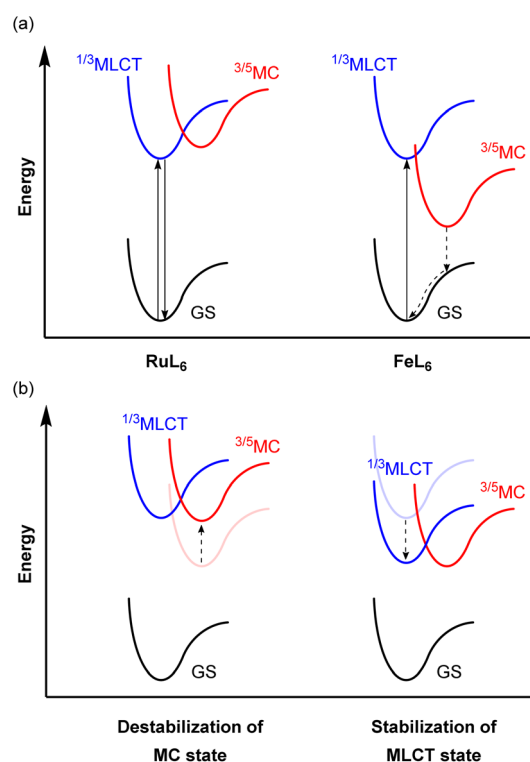 (a)
Energy
¹/³MLCT
³/⁵MC
GS
RuL₆
¹/³MLCT
³/⁵MC
GS
FeL₆
(b)
Energy
¹/³MLCT
³/⁵MC
GS
Destabilization of
MC state
¹/³MLCT
³/⁵MC
GS
Stabilization of
MLCT state